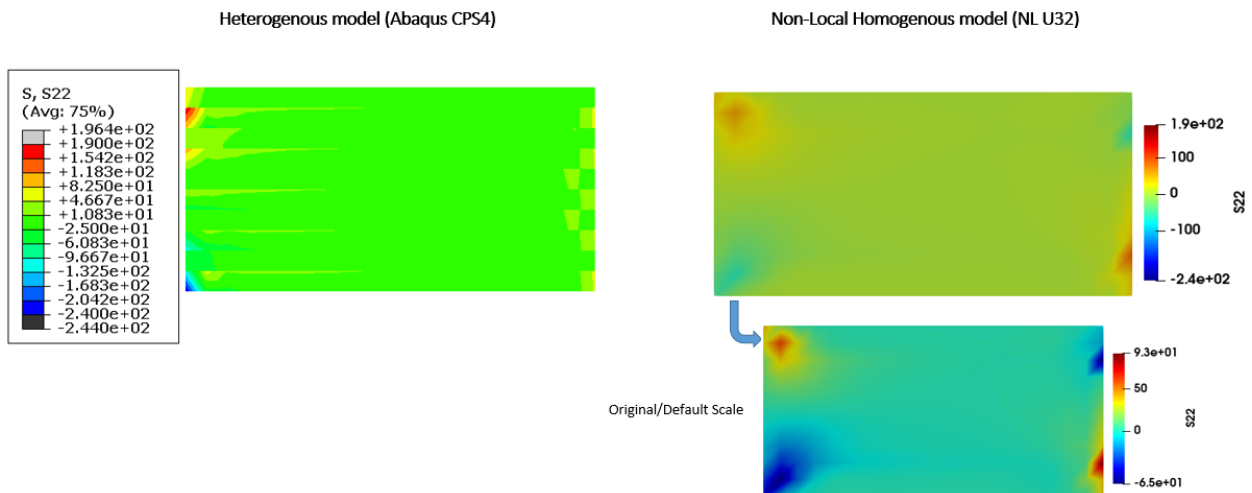 Heterogenous model (Abaqus CPS4)
Non-Local Homogenous model (NL U32)
S, S22
(Avg: 75%)
+1.964e+02
+1.900e+02
+1.542e+02
+1.183e+02
+8.250e+01
+4.667e+01
+1.083e+01
-2.500e+01
-6.083e+01
-9.667e+01
-1.325e+02
-1.683e+02
-2.042e+02
-2.400e+02
-2.440e+02
1.9e+02
100
0
-100
-2.4e+02
S22
Original/Default Scale
9.3e+01
50
0
-6.5e+01
S22